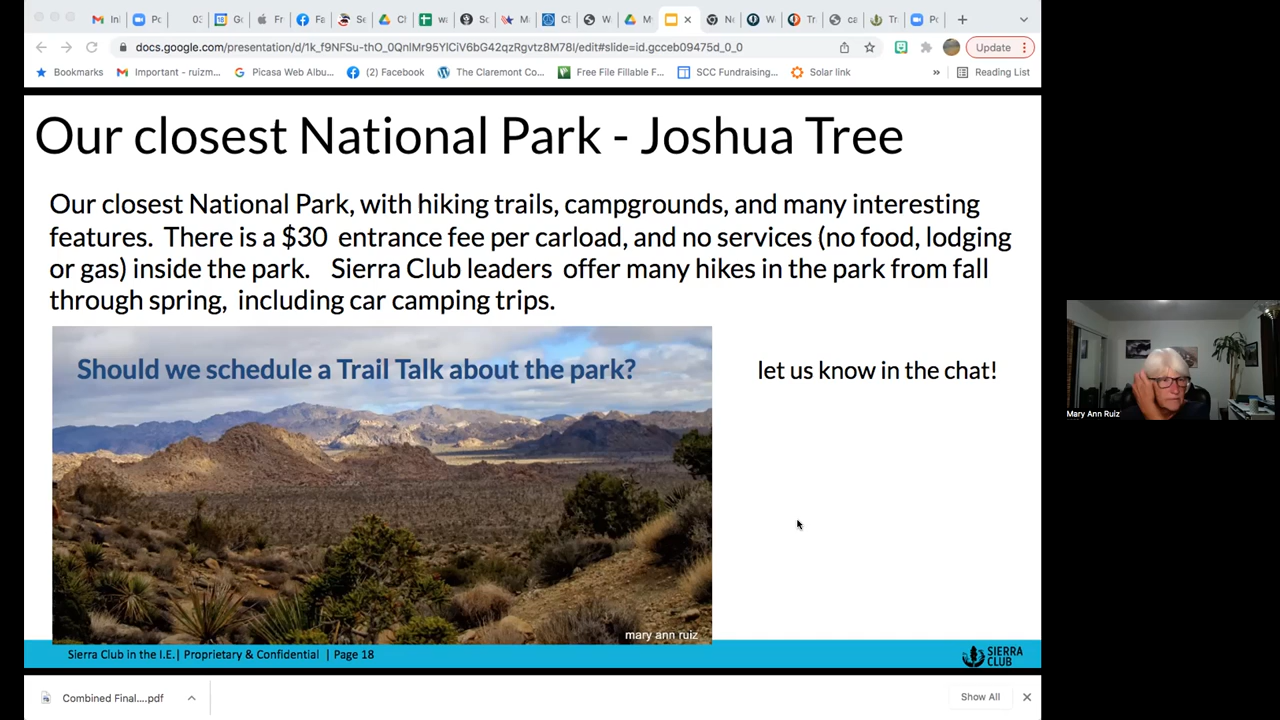 docs.google.com/presentation/d/1k_f9NFSu-thO_0QnlMr95YlCiV6bG42qzRgvtz8M78I/edit#slide=id.gcceb09475d_0_0
Update
Bookmarks
Important - ruizm...
Picasa Web Albu...
(2) Facebook
The Claremont Co...
Free File Fillable F...
SCC Fundraising...
Solar link
»
Reading List
Our closest National Park - Joshua Tree
Our closest National Park, with hiking trails, campgrounds, and many interesting
features. There is a $30 entrance fee per carload, and no services (no food, lodging
or gas) inside the park. Sierra Club leaders offer many hikes in the park from fall
through spring, including car camping trips.
Should we schedule a Trail Talk about the park?
let us know in the chat!
Mary Ann Ruiz
mary ann ruiz
Sierra Club in the I.E.| Proprietary & Confidential | Page 18
SIERRA
CLUB
Combined Final....pdf
Show All